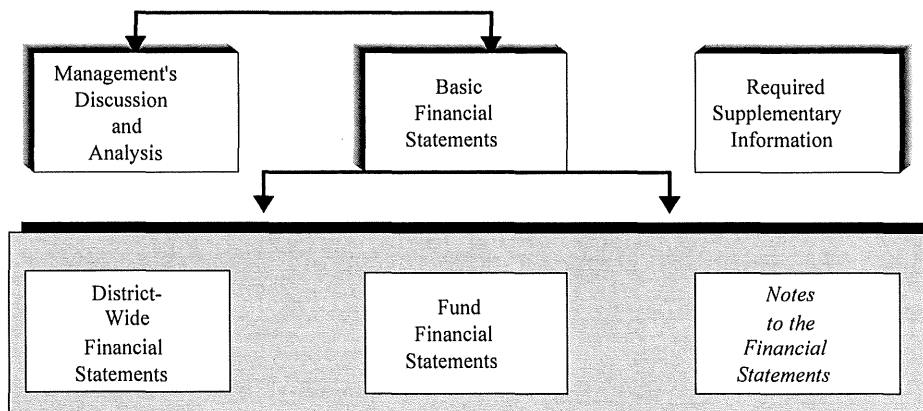 Management's
Discussion
and
Analysis
Basic
Financial
Statements
Required
Supplementary
Information
District-
Wide
Financial
Statements
Fund
Financial
Statements
Notes
to the
Financial
Statements